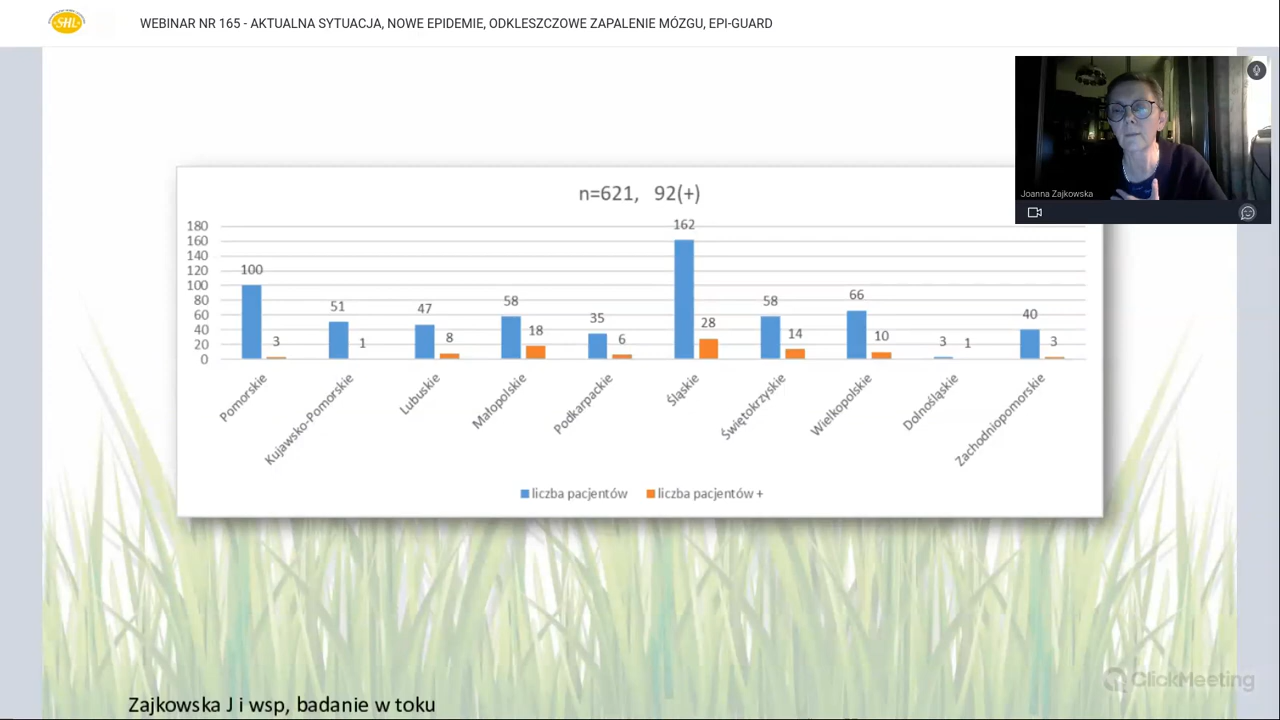 SHL
WEBINAR NR 165 - AKTUALNA SYTUACJA, NOWE EPIDEMIE, ODKLESZCZOWE ZAPALENIE MÓZGU, EPI-GUARD
Joanna Zajkowska
n=621, 92(+)
180
160
140
120
100
80
60
40
20
0
100
3
51
1
47
8
58
18
35
6
162
28
58
14
66
10
3
1
40
3
Pomorskie
Kujawsko-Pomorskie
Lubuskie
Małopolskie
Podkarpackie
Śląskie
Świętokrzyskie
Wielkopolskie
Dolnośląskie
Zachodniopomorskie
liczba pacjentów
liczba pacjentów +
ClickMeeting
Zajkowska J i wsp, badanie w toku